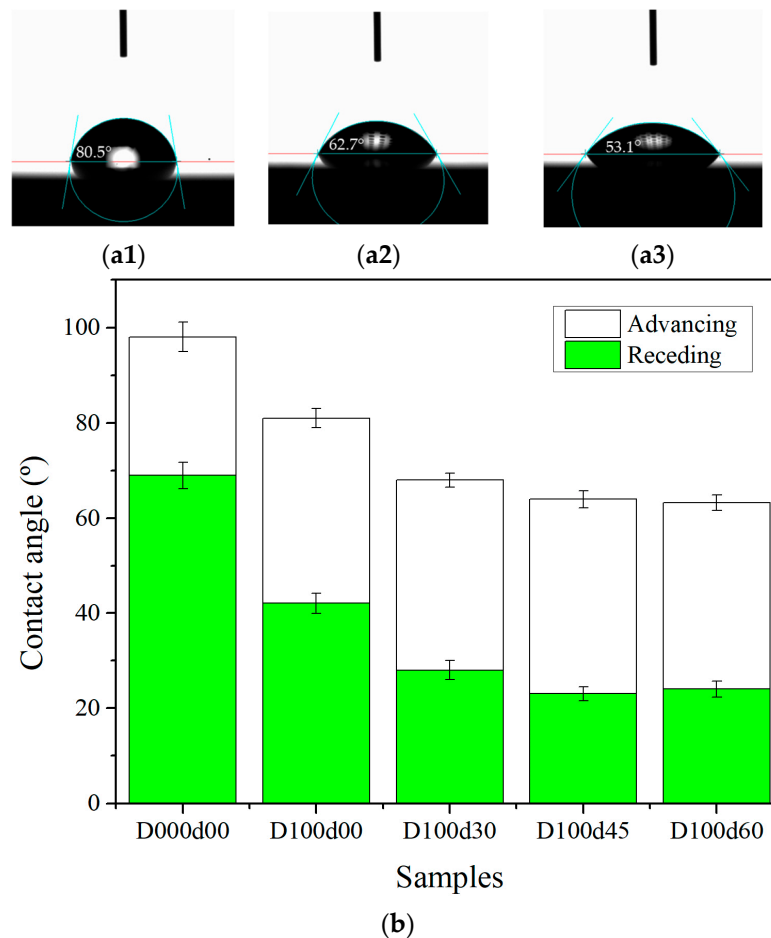 80.5°
62.7°
53.1°
(a1)
(a2)
(a3)
Advancing
Receding
100
80
60
40
20
0
Contact angle (º)
D000d00
D100d00
D100d30
D100d45
D100d60
Samples
(b)